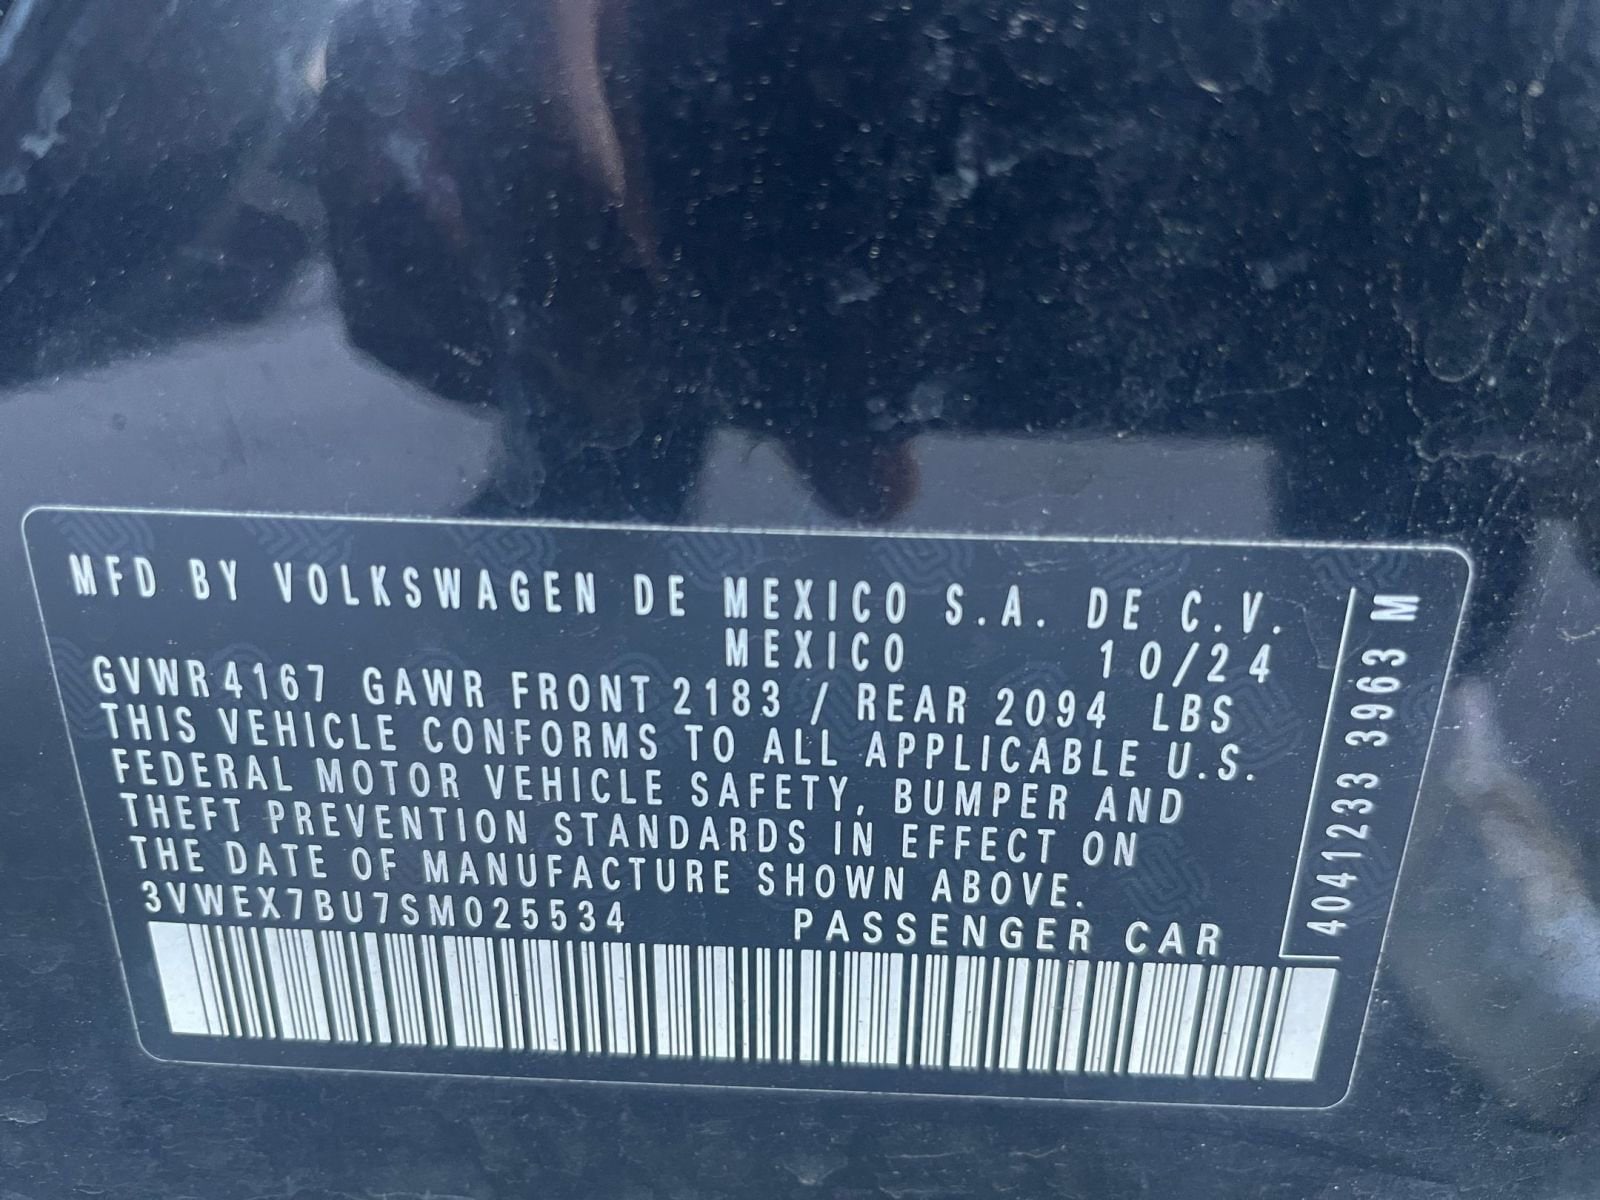 MFD BY VOLKSWAGEN DE MEXICO S.A. DE C.V.
MEXICO 10/24
GVWR 4167 GAWR FRONT 2183 / REAR 2094 LBS
THIS VEHICLE CONFORMS TO ALL APPLICABLE U.S.
FEDERAL MOTOR VEHICLE SAFETY, BUMPER AND
THEFT PREVENTION STANDARDS IN EFFECT ON
THE DATE OF MANUFACTURE SHOWN ABOVE.
3VWEX7BU7SM025534 PASSENGER CAR
4041233 3963 M